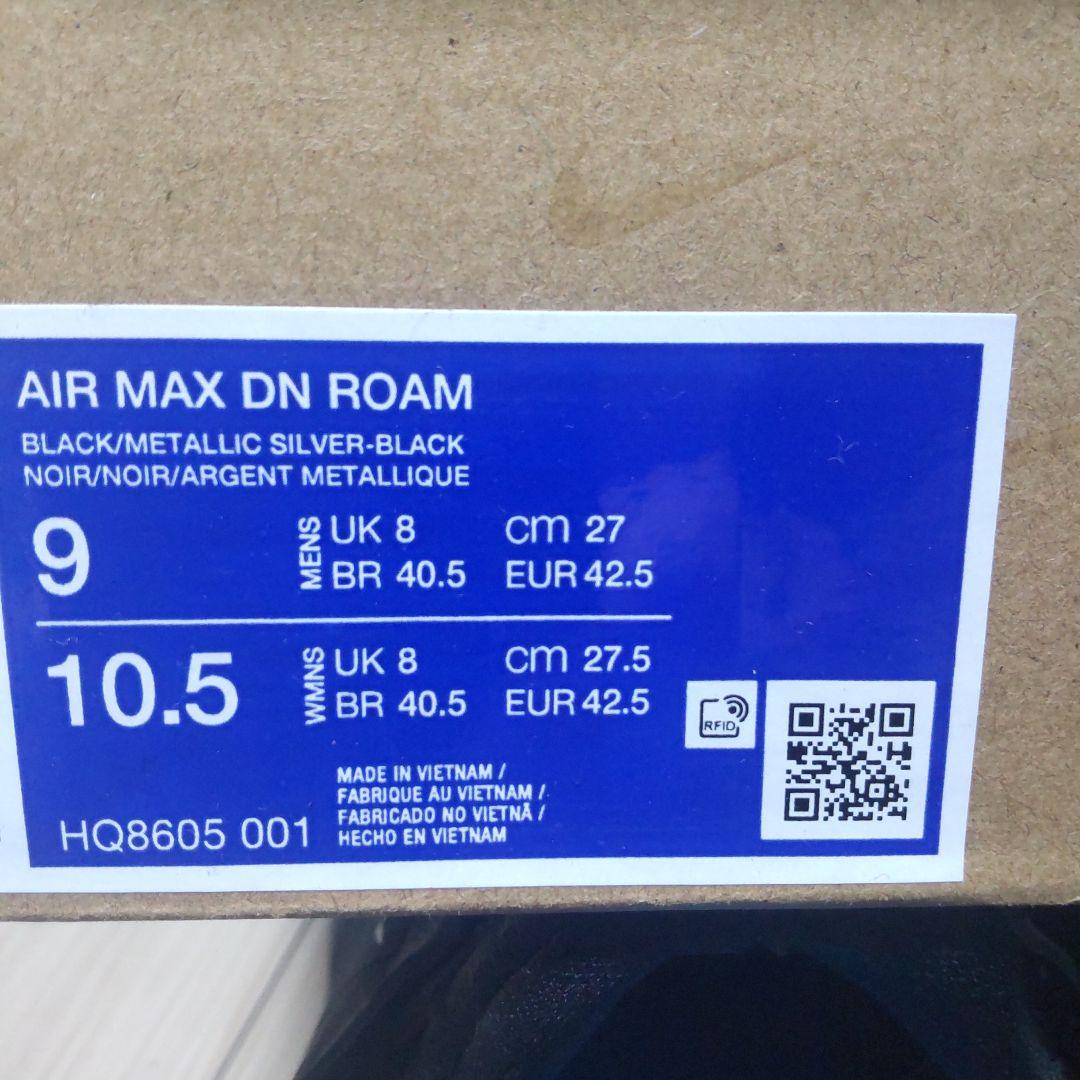 AIR MAX DN ROAM
BLACK/METALLIC SILVER-BLACK
NOIR/NOIR/ARGENT METALLIQUE
9
MENS
UK 8 CM 27
BR 40.5 EUR 42.5
10.5
WMNS
UK 8 CM 27.5
BR 40.5 EUR 42.5
RFID
MADE IN VIETNAM /
FABRIQUE AU VIETNAM /
FABRICADO NO VIETNÃ /
HECHO EN VIETNAM
HQ8605 001